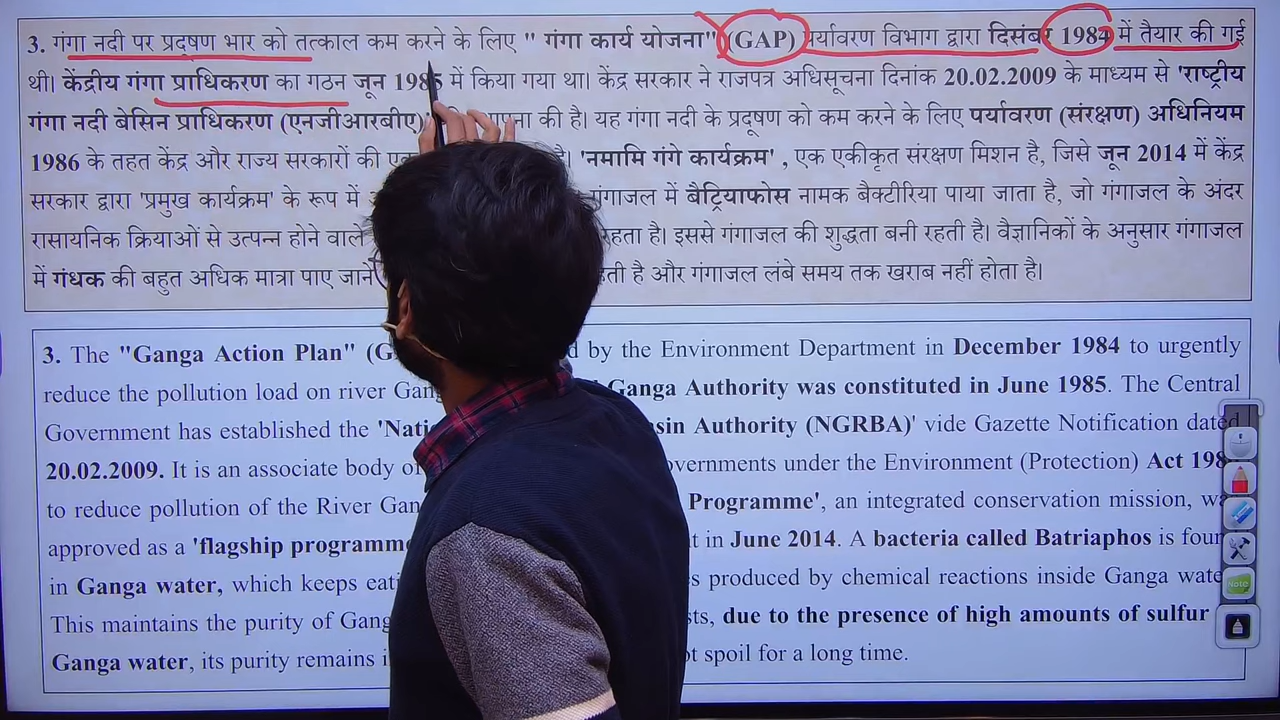 3. गंगा नदी पर प्रदूषण भार को तत्काल कम करने के लिए " गंगा कार्य योजना" (GAP) पर्यावरण विभाग द्वारा दिसंबर 1984 में तैयार की गई
थी। केंद्रीय गंगा प्राधिकरण का गठन जून 1985 में किया गया था। केंद्र सरकार ने राजपत्र अधिसूचना दिनांक 20.02.2009 के माध्यम से 'राष्ट्रीय
गंगा नदी बेसिन प्राधिकरण (एनजीआरबीए)' की है। यह गंगा नदी के प्रदूषण को कम करने के लिए पर्यावरण (संरक्षण) अधिनियम
1986 के तहत केंद्र और राज्य सरकारों की है। 'नमामि गंगे कार्यक्रम' , एक एकीकृत संरक्षण मिशन है, जिसे जून 2014 में केंद्र
सरकार द्वारा 'प्रमुख कार्यक्रम' के रूप में गंगाजल में बैट्रियाफोस नामक बैक्टीरिया पाया जाता है, जो गंगाजल के अंदर
रासायनिक क्रियाओं से उत्पन्न होने वाले रहता है। इससे गंगाजल की शुद्धता बनी रहती है। वैज्ञानिकों के अनुसार गंगाजल
में गंधक की बहुत अधिक मात्रा पाए जाने है और गंगाजल लंबे समय तक खराब नहीं होता है।
3. The "Ganga Action Plan" by the Environment Department in December 1984 to urgently
reduce the pollution load on river Ganga Authority was constituted in June 1985. The Central
Government has established the Authority (NGRBA)' vide Gazette Notification dated
20.02.2009. It is an associate body under the Environment (Protection) Act
to reduce pollution of the River Programme', an integrated conservation mission,
approved as a 'flagship in June 2014. A bacteria called Batriaphos is
in Ganga water, which keeps produced by chemical reactions inside Ganga
This maintains the purity of due to the presence of high amounts of sulfur
Ganga water, its purity remains spoil for a long time.
Note